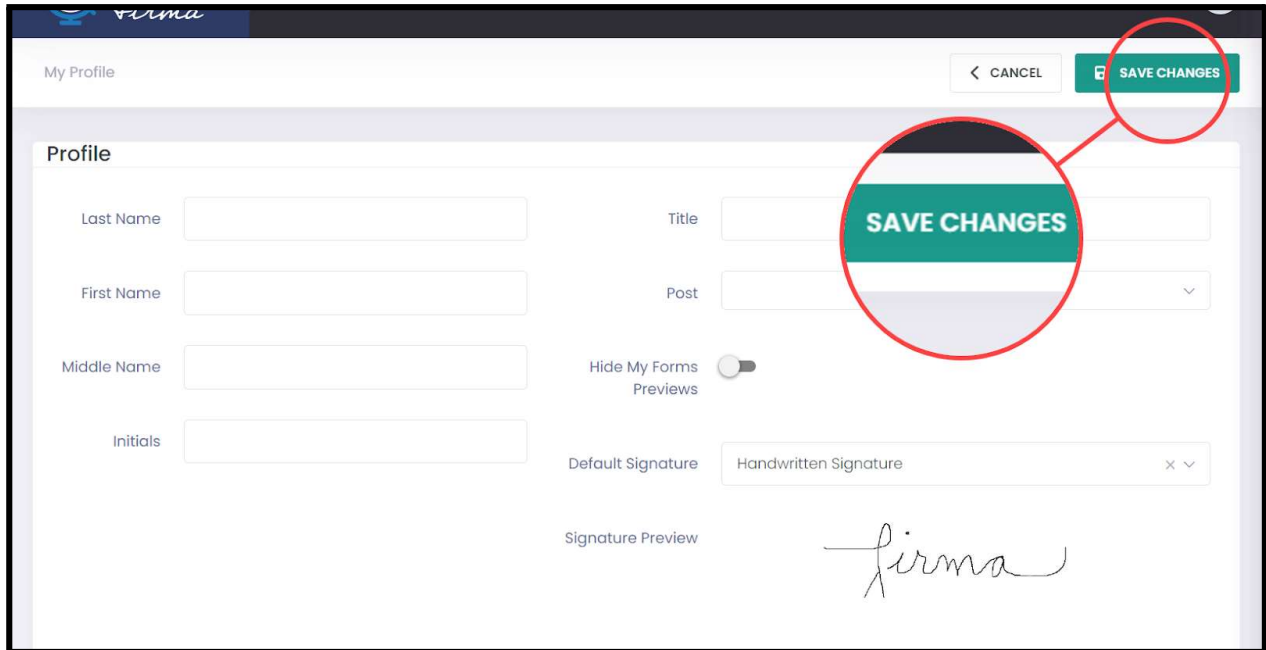 firma
My Profile
CANCEL
SAVE CHANGES
Profile
SAVE CHANGES
Last Name
Title
First Name
Post
Middle Name
Hide My Forms
Previews
Initials
Default Signature
Handwritten Signature
Signature Preview
firma